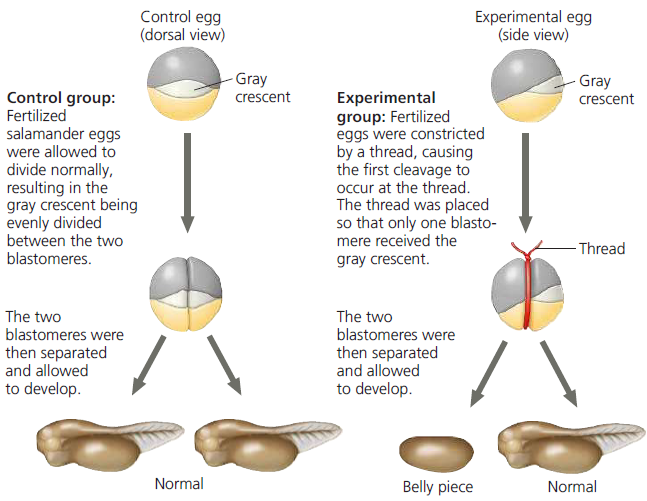 Control egg
(dorsal view)
Gray
crescent
Control group:
Fertilized
salamander eggs
were allowed to
divide normally,
resulting in the
gray crescent being
evenly divided
between the two
blastomeres.
The two
blastomeres were
then separated
and allowed
to develop.
Normal
Experimental egg
(side view)
Gray
crescent
Experimental
group: Fertilized
eggs were constricted
by a thread, causing
the first cleavage to
occur at the thread.
The thread was placed
so that only one blasto-
mere received the
gray crescent.
Thread
The two
blastomeres were
then separated
and allowed
to develop.
Belly piece
Normal